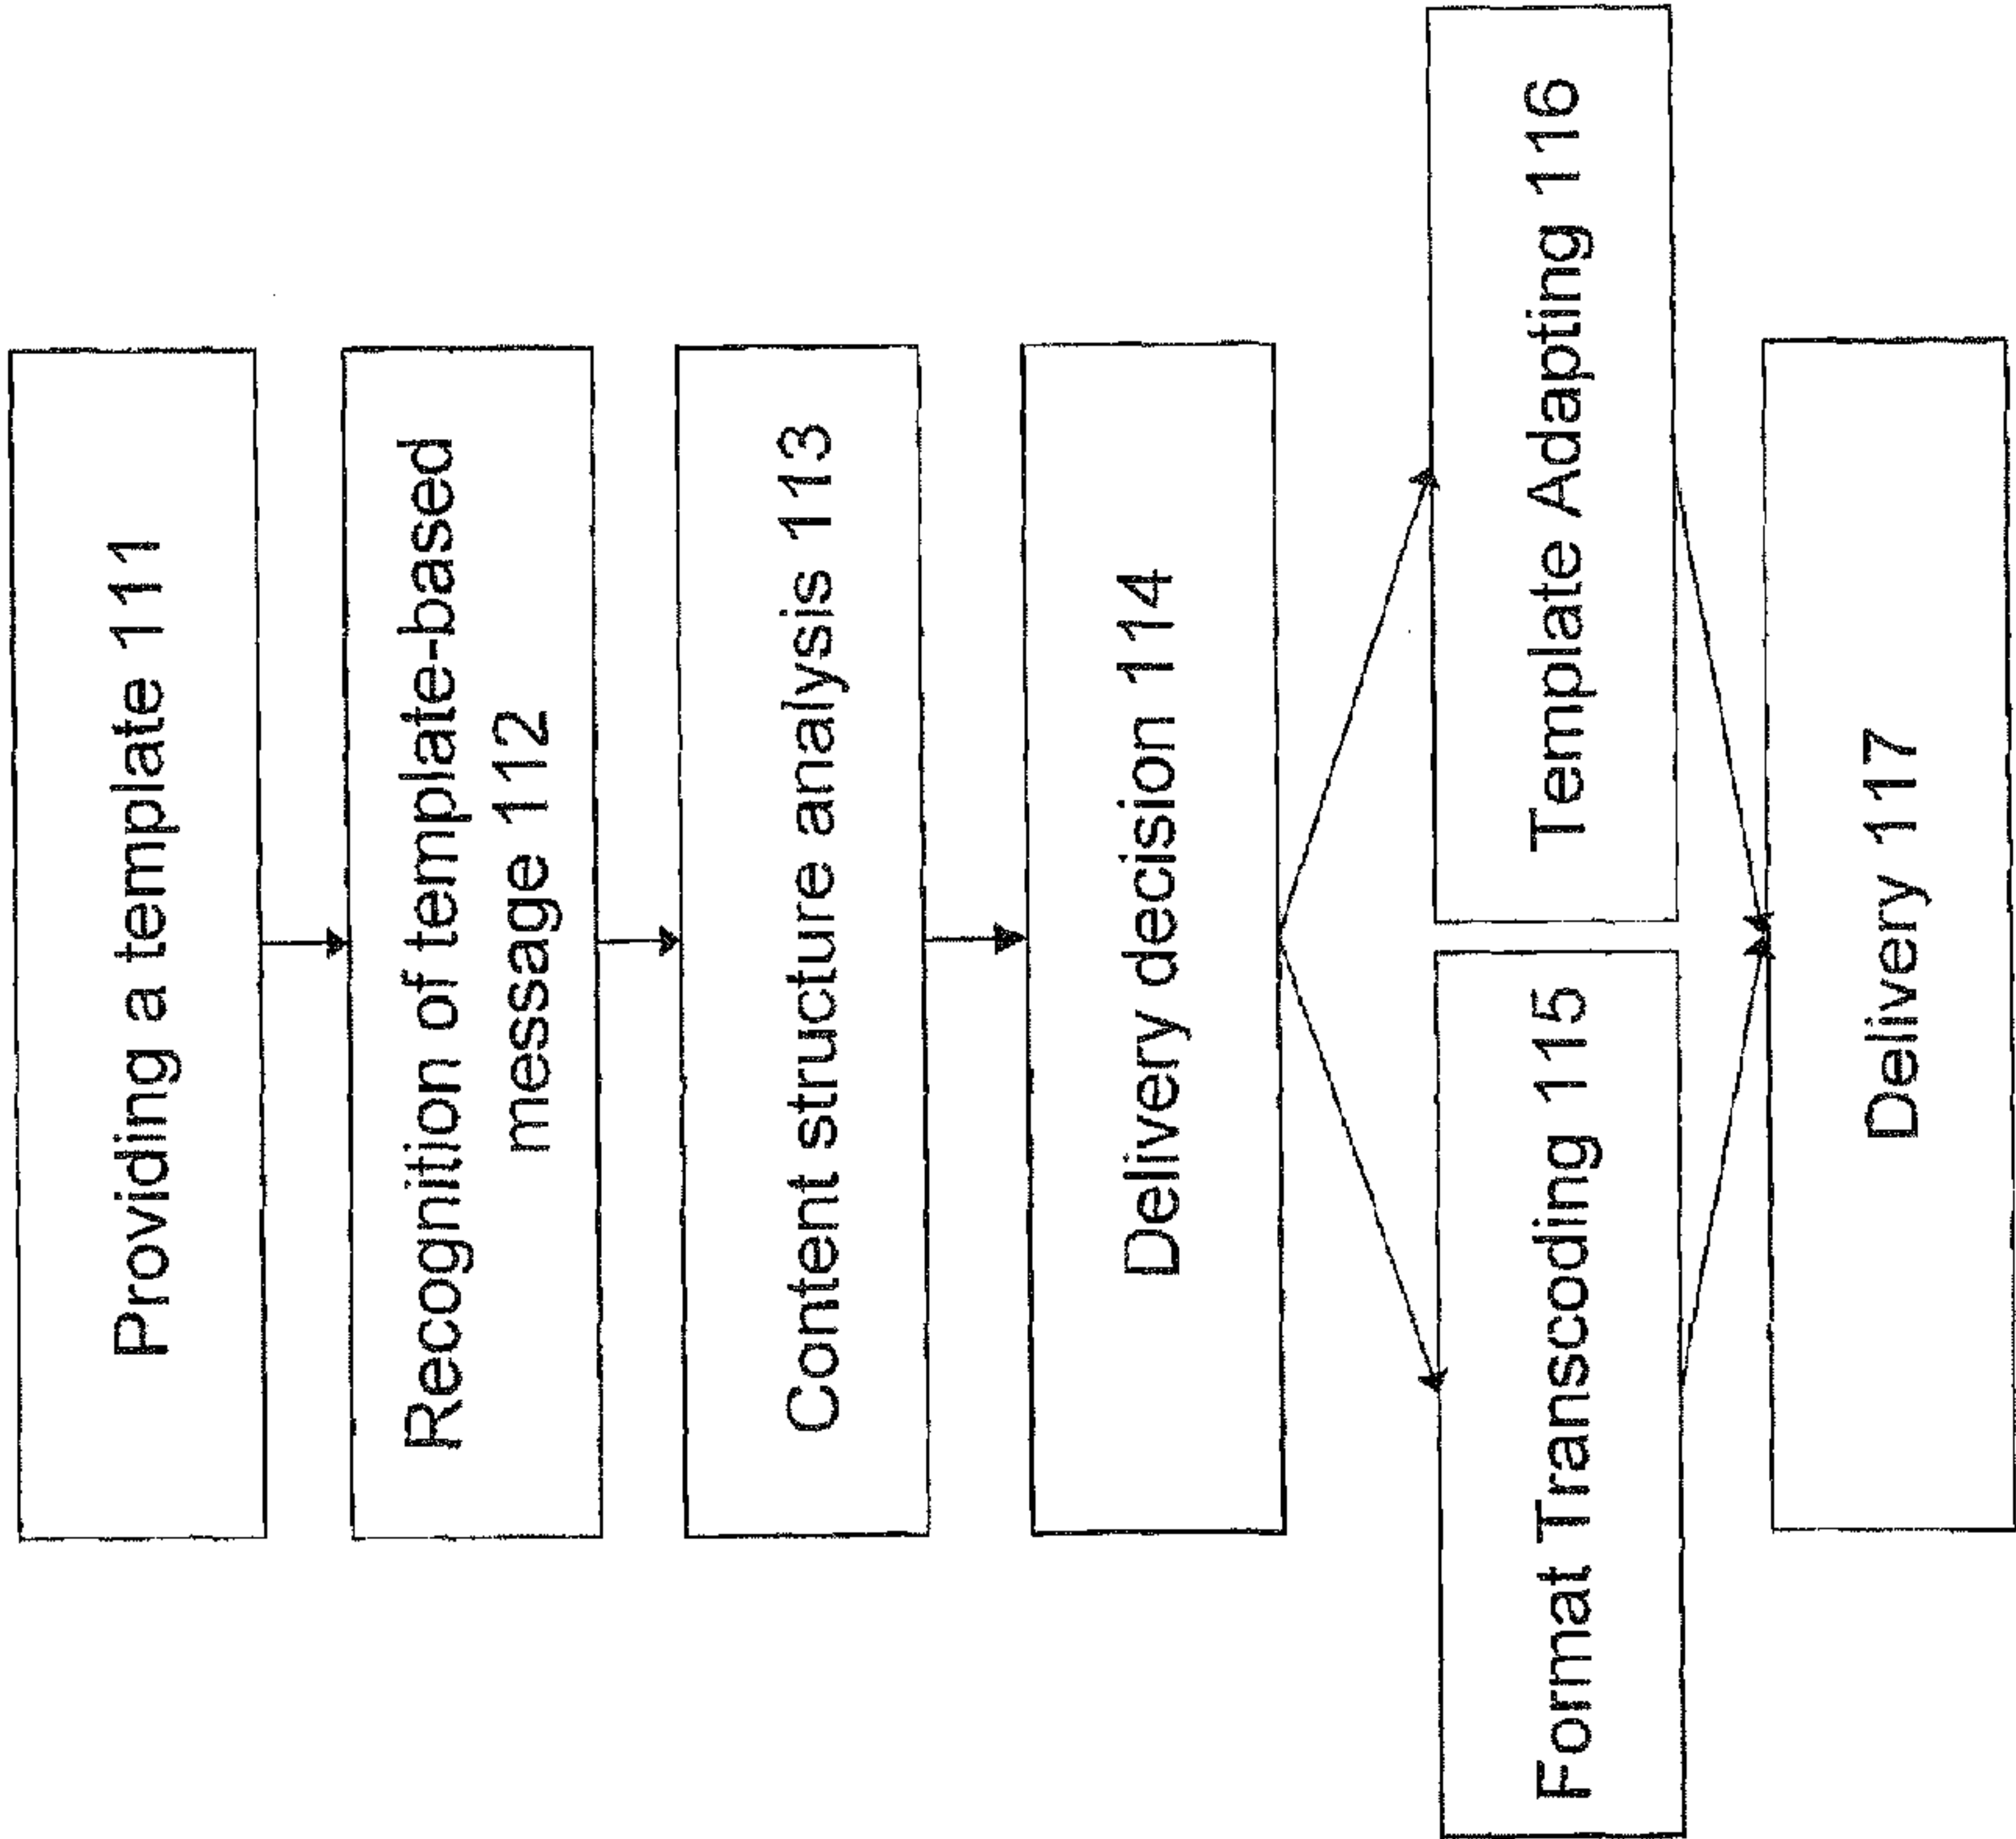 Providing a template 111
Recognition of template-based
message 112
Content structure analysis 113
Delivery decision 114
Format Transcoding 115
Template Adapting 116
Delivery 117